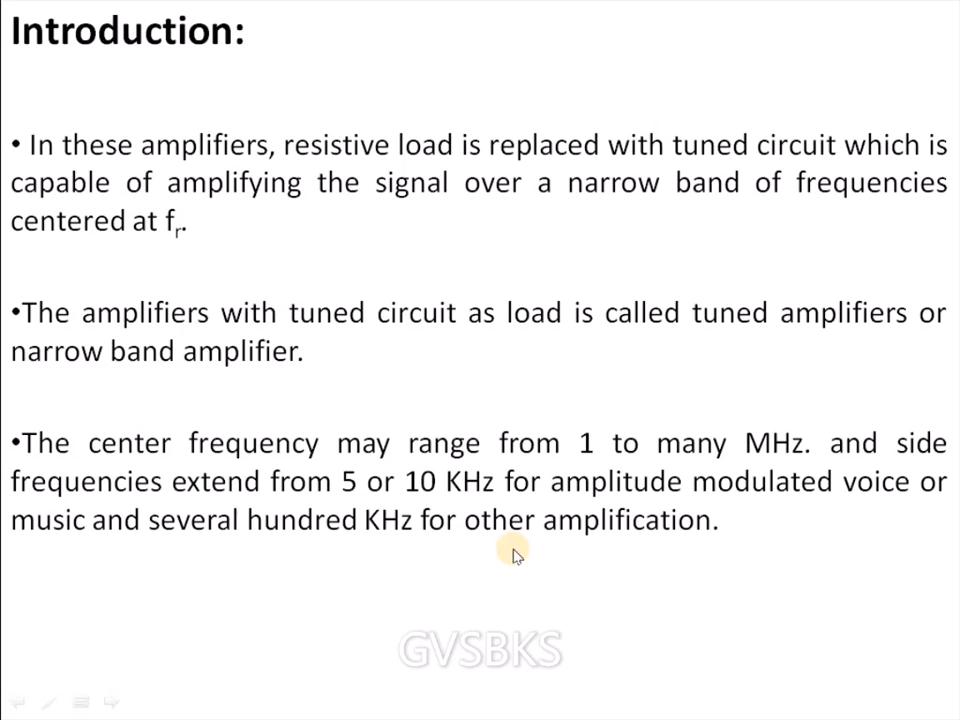 Introduction:
• In these amplifiers, resistive load is replaced with tuned circuit which is
capable of amplifying the signal over a narrow band of frequencies
centered at fr.
•The amplifiers with tuned circuit as load is called tuned amplifiers or
narrow band amplifier.
•The center frequency may range from 1 to many MHz. and side
frequencies extend from 5 or 10 KHz for amplitude modulated voice or
music and several hundred KHz for other amplification.
GVSBKS